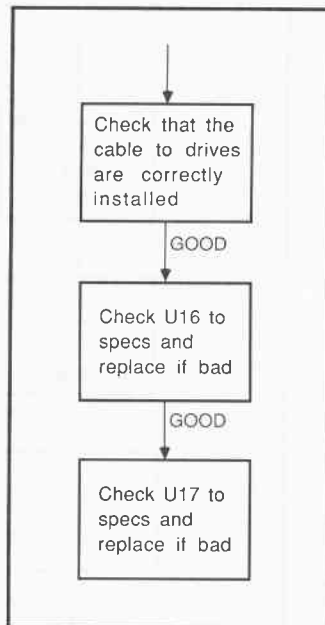 Check that the
cable to drives
are correctly
installed
GOOD
Check U16 to
specs and
replace if bad
GOOD
Check U17 to
specs and
replace if bad